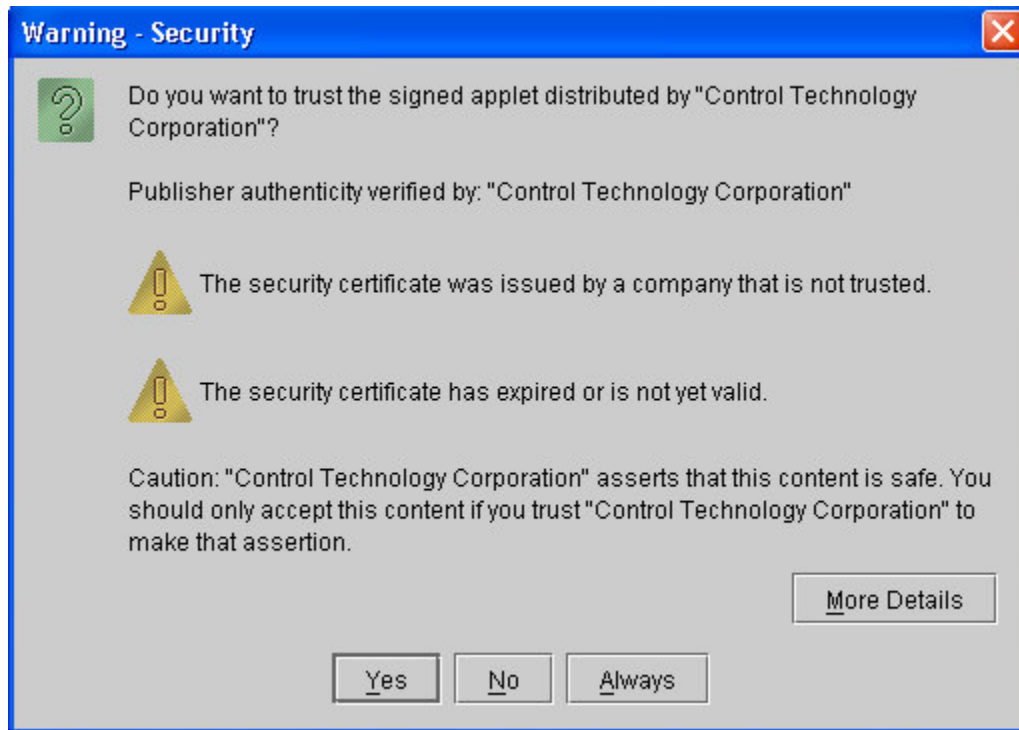 Warning - Security
Do you want to trust the signed applet distributed by "Control Technology
Corporation"?
Publisher authenticity verified by: "Control Technology Corporation"
The security certificate was issued by a company that is not trusted.
The security certificate has expired or is not yet valid.
Caution: "Control Technology Corporation" asserts that this content is safe. You
should only accept this content if you trust "Control Technology Corporation" to
make that assertion.
More Details
Yes No Always